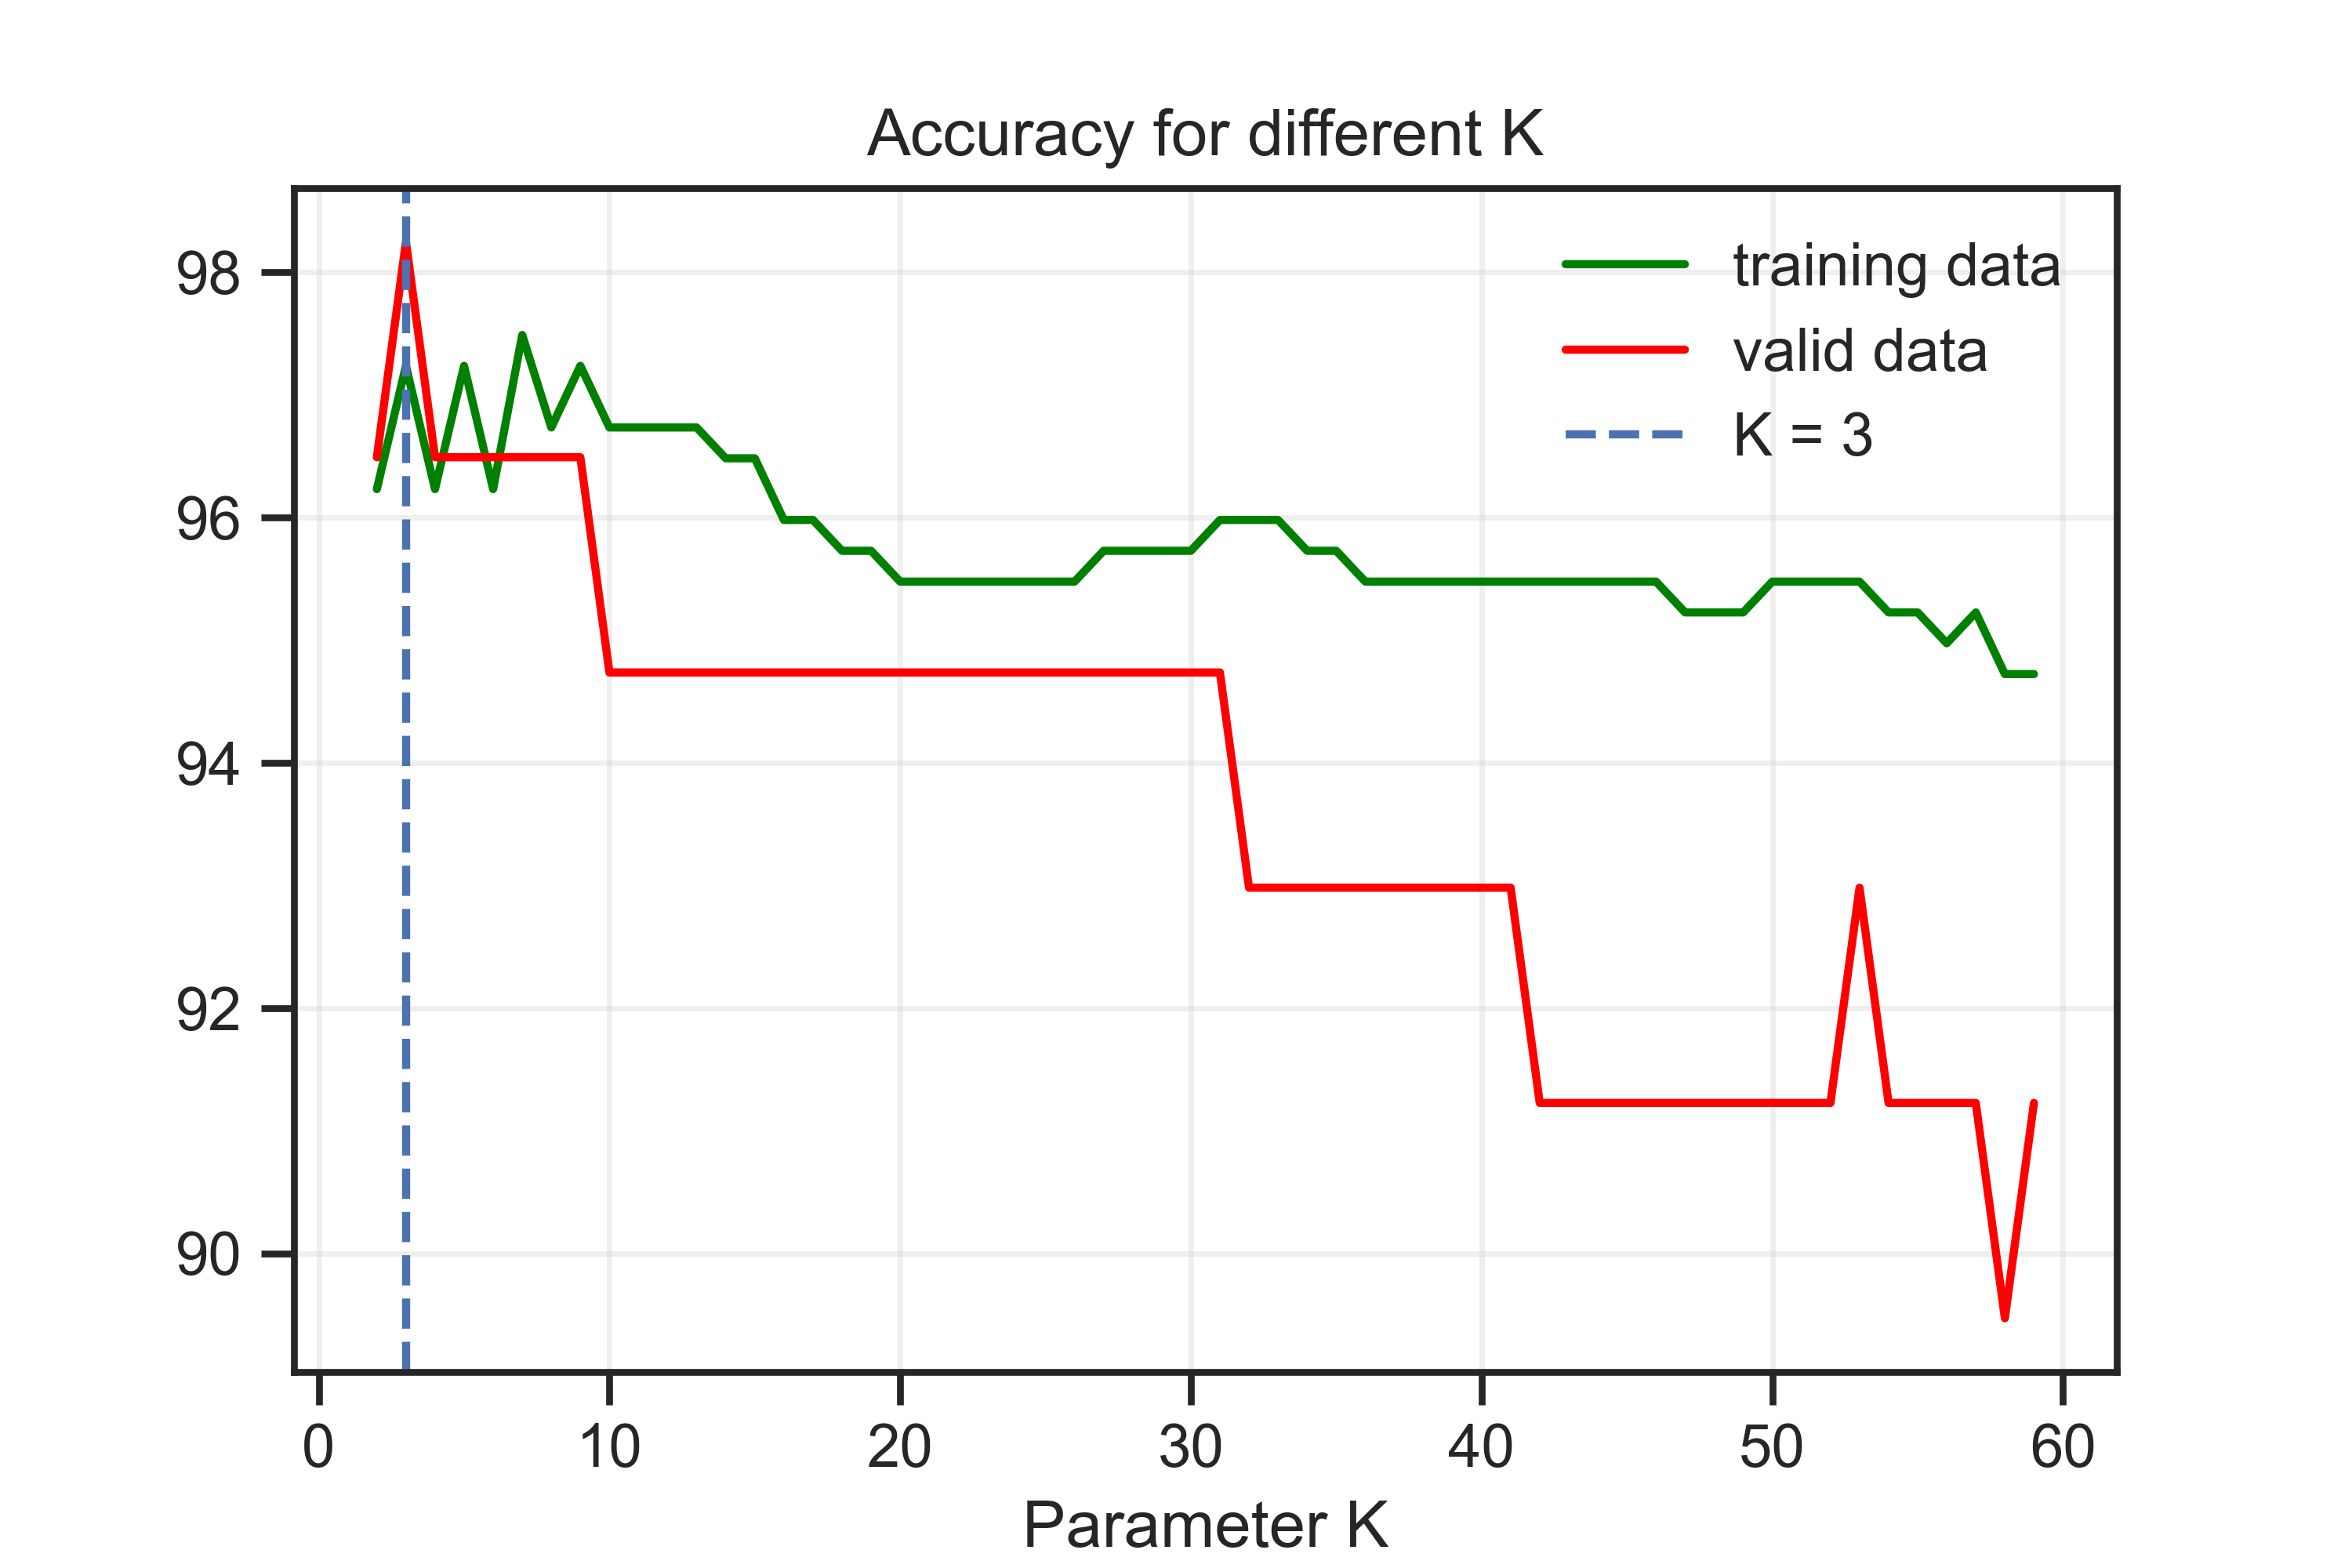 Accuracy for different K
training data
valid data
K = 3
98
96
94
92
90
0 10 20 30 40 50 60
Parameter K